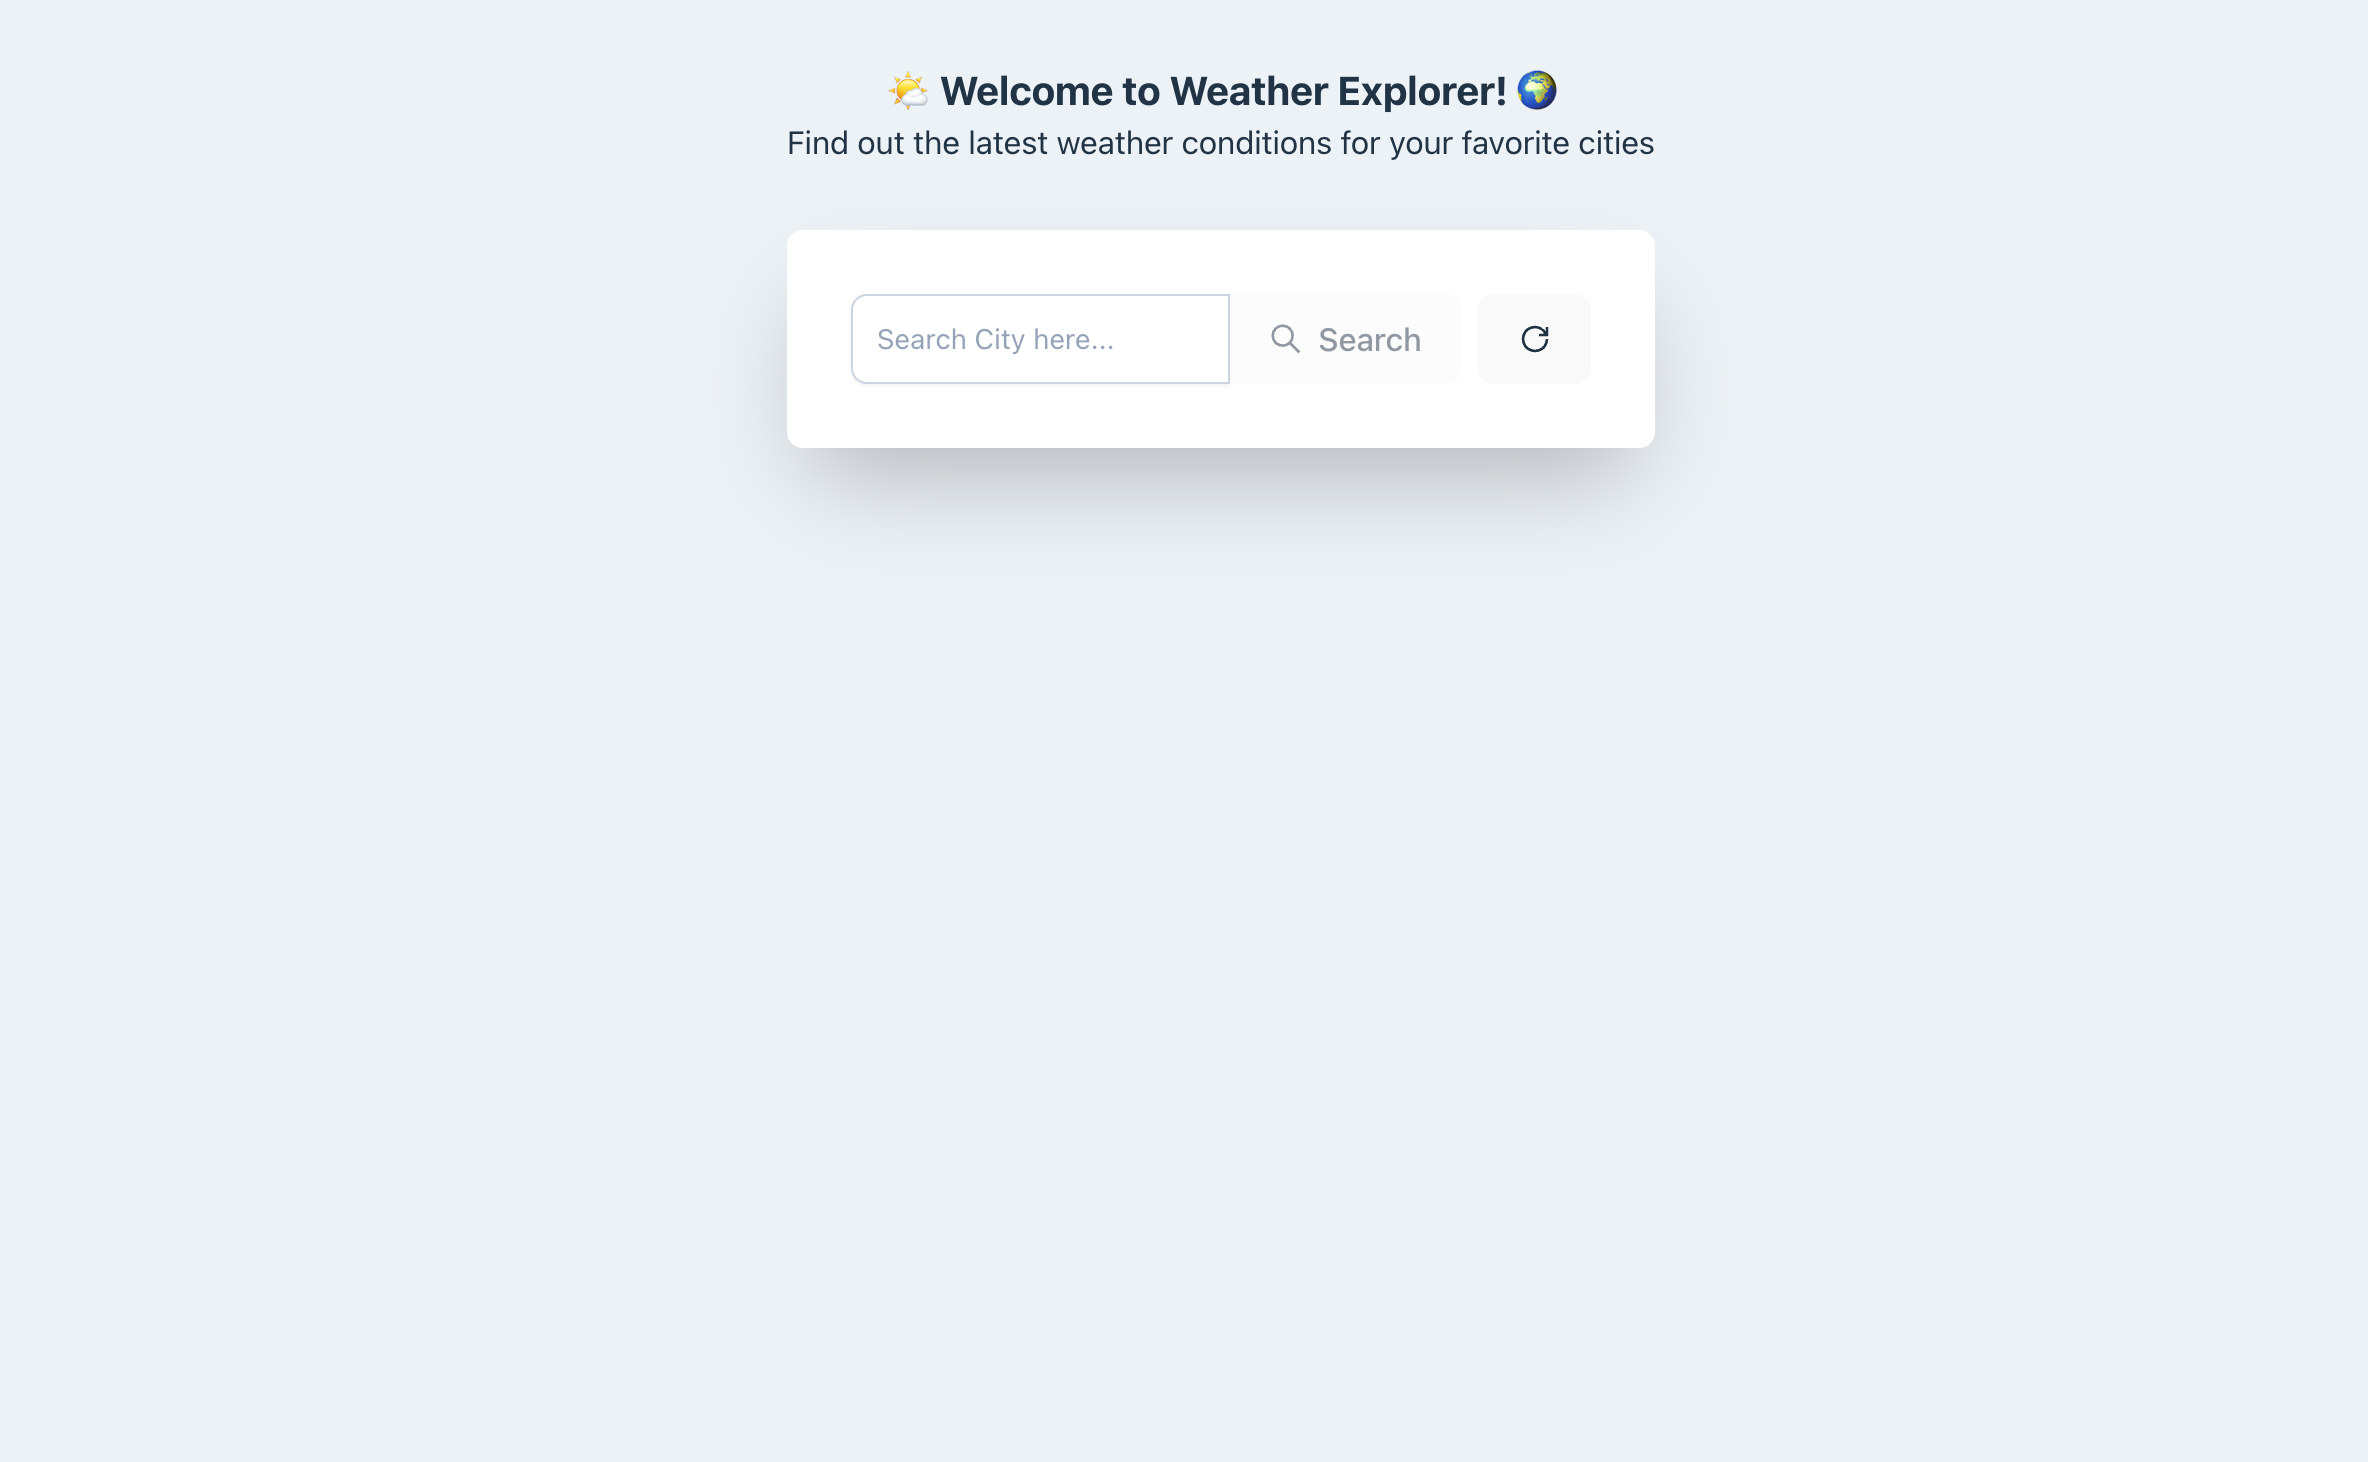 🌤️ Welcome to Weather Explorer! 🌍
Find out the latest weather conditions for your favorite cities
Search City here...
Search